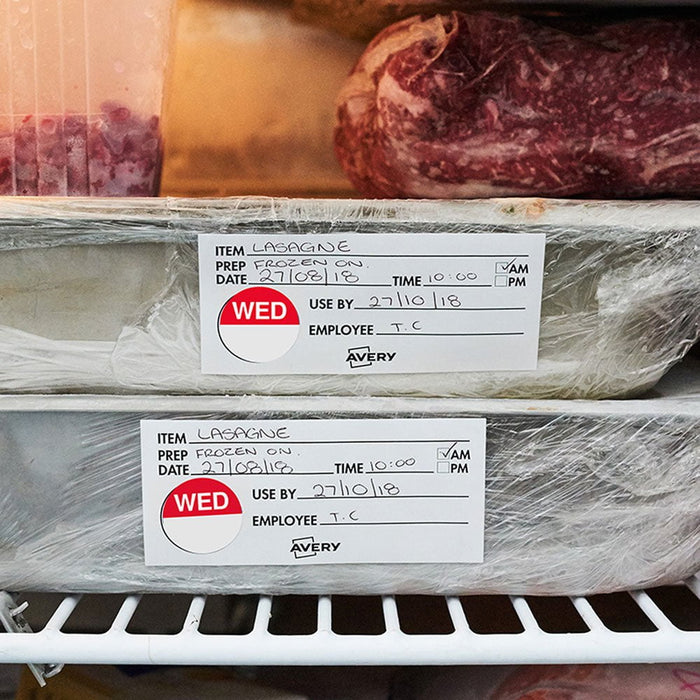 ITEM LASAGNE
PREP FROZEN ON.
DATE 27/08/18 TIME 10:00 AM
PM
WED
USE BY 27/10/18
EMPLOYEE T.C
AVERY
ITEM LASAGNE
PREP FROZEN ON.
DATE 27/08/18 TIME 10:00 AM
PM
WED
USE BY 27/10/18
EMPLOYEE T.C
AVERY